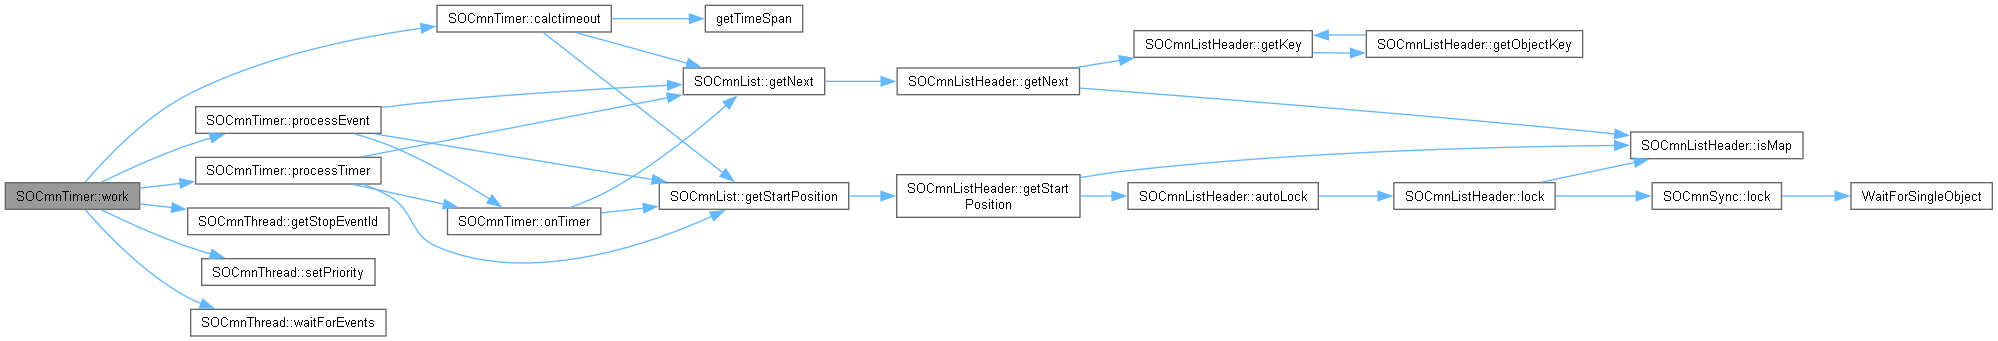 SOCmnTimer::work
SOCmnTimer::calctimeout
SOCmnTimer::processEvent
SOCmnTimer::processTimer
SOCmnThread::getStopEventId
SOCmnThread::setPriority
SOCmnThread::waitForEvents
SOCmnTimer::onTimer
getTimeSpan
SOCmnList::getNext
SOCmnList::getStartPosition
SOCmnListHeader::getNext
SOCmnListHeader::getStart
Position
SOCmnListHeader::getKey
SOCmnListHeader::autoLock
SOCmnListHeader::getObjectKey
SOCmnListHeader::lock
SOCmnListHeader::isMap
SOCmnSync::lock
WaitForSingleObject